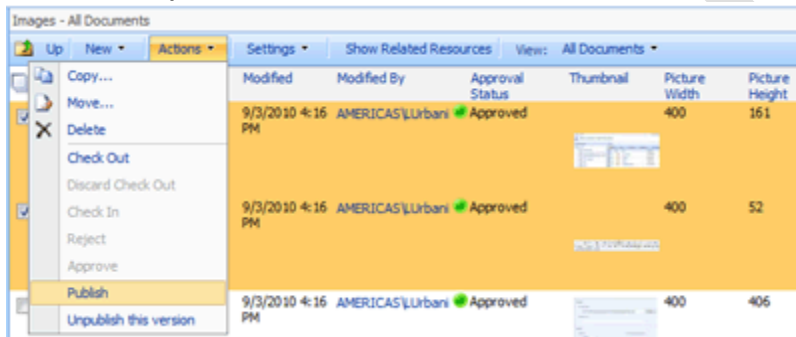 Images - All Documents
Up New Actions Settings Show Related Resources View: All Documents
Copy...
Move...
Delete
Check Out
Discard Check Out
Check In
Reject
Approve
Publish
Unpublish this version
Modified Modified By Approval Status Thumbnail Picture Width Picture Height
9/3/2010 4:16 PM AMERICAS\LUrbani Approved 400 161
9/3/2010 4:16 PM AMERICAS\LUrbani Approved 400 52
9/3/2010 4:16 PM AMERICAS\LUrbani Approved 400 406